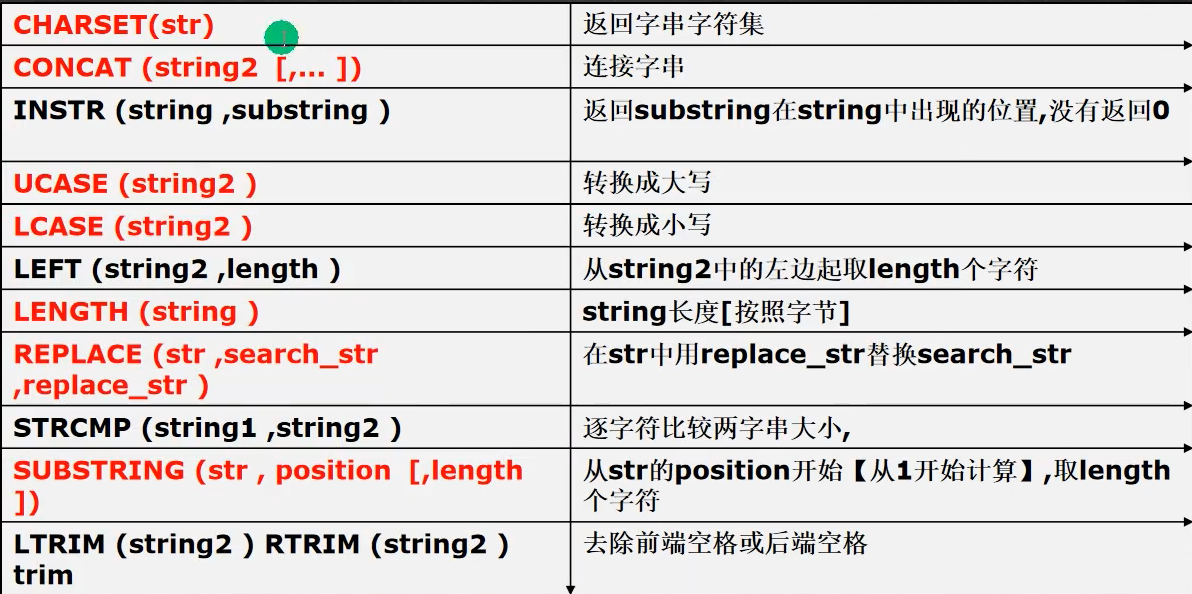 CHARSET(str) 返回字串字符集
CONCAT (string2 [,... ]) 连接字串
INSTR (string ,substring ) 返回substring在string中出现的位置,没有返回0
UCASE (string2 ) 转换成大写
LCASE (string2 ) 转换成小写
LEFT (string2 ,length ) 从string2中的左边起取length个字符
LENGTH (string ) string长度[按照字节]
REPLACE (str ,search_str
,replace_str ) 在str中用replace_str替换search_str
STRCMP (string1 ,string2 ) 逐字符比较两字串大小,
SUBSTRING (str , position [,length
]) 从str的position开始【从1开始计算】,取length
个字符
LTRIM (string2 ) RTRIM (string2 )
trim 去除前端空格或后端空格